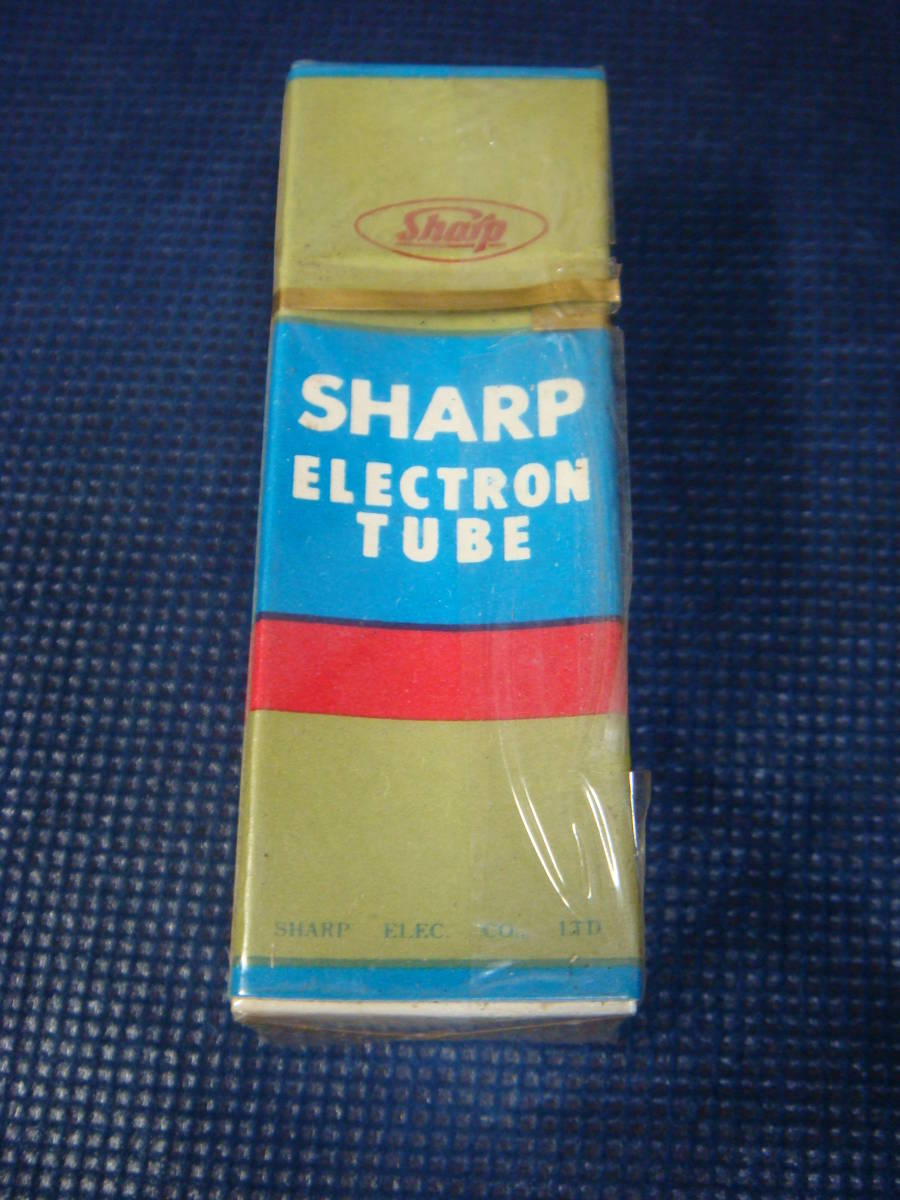 Sharp
SHARP
ELECTRON
TUBE
SHARP ELEC. CO., LTD